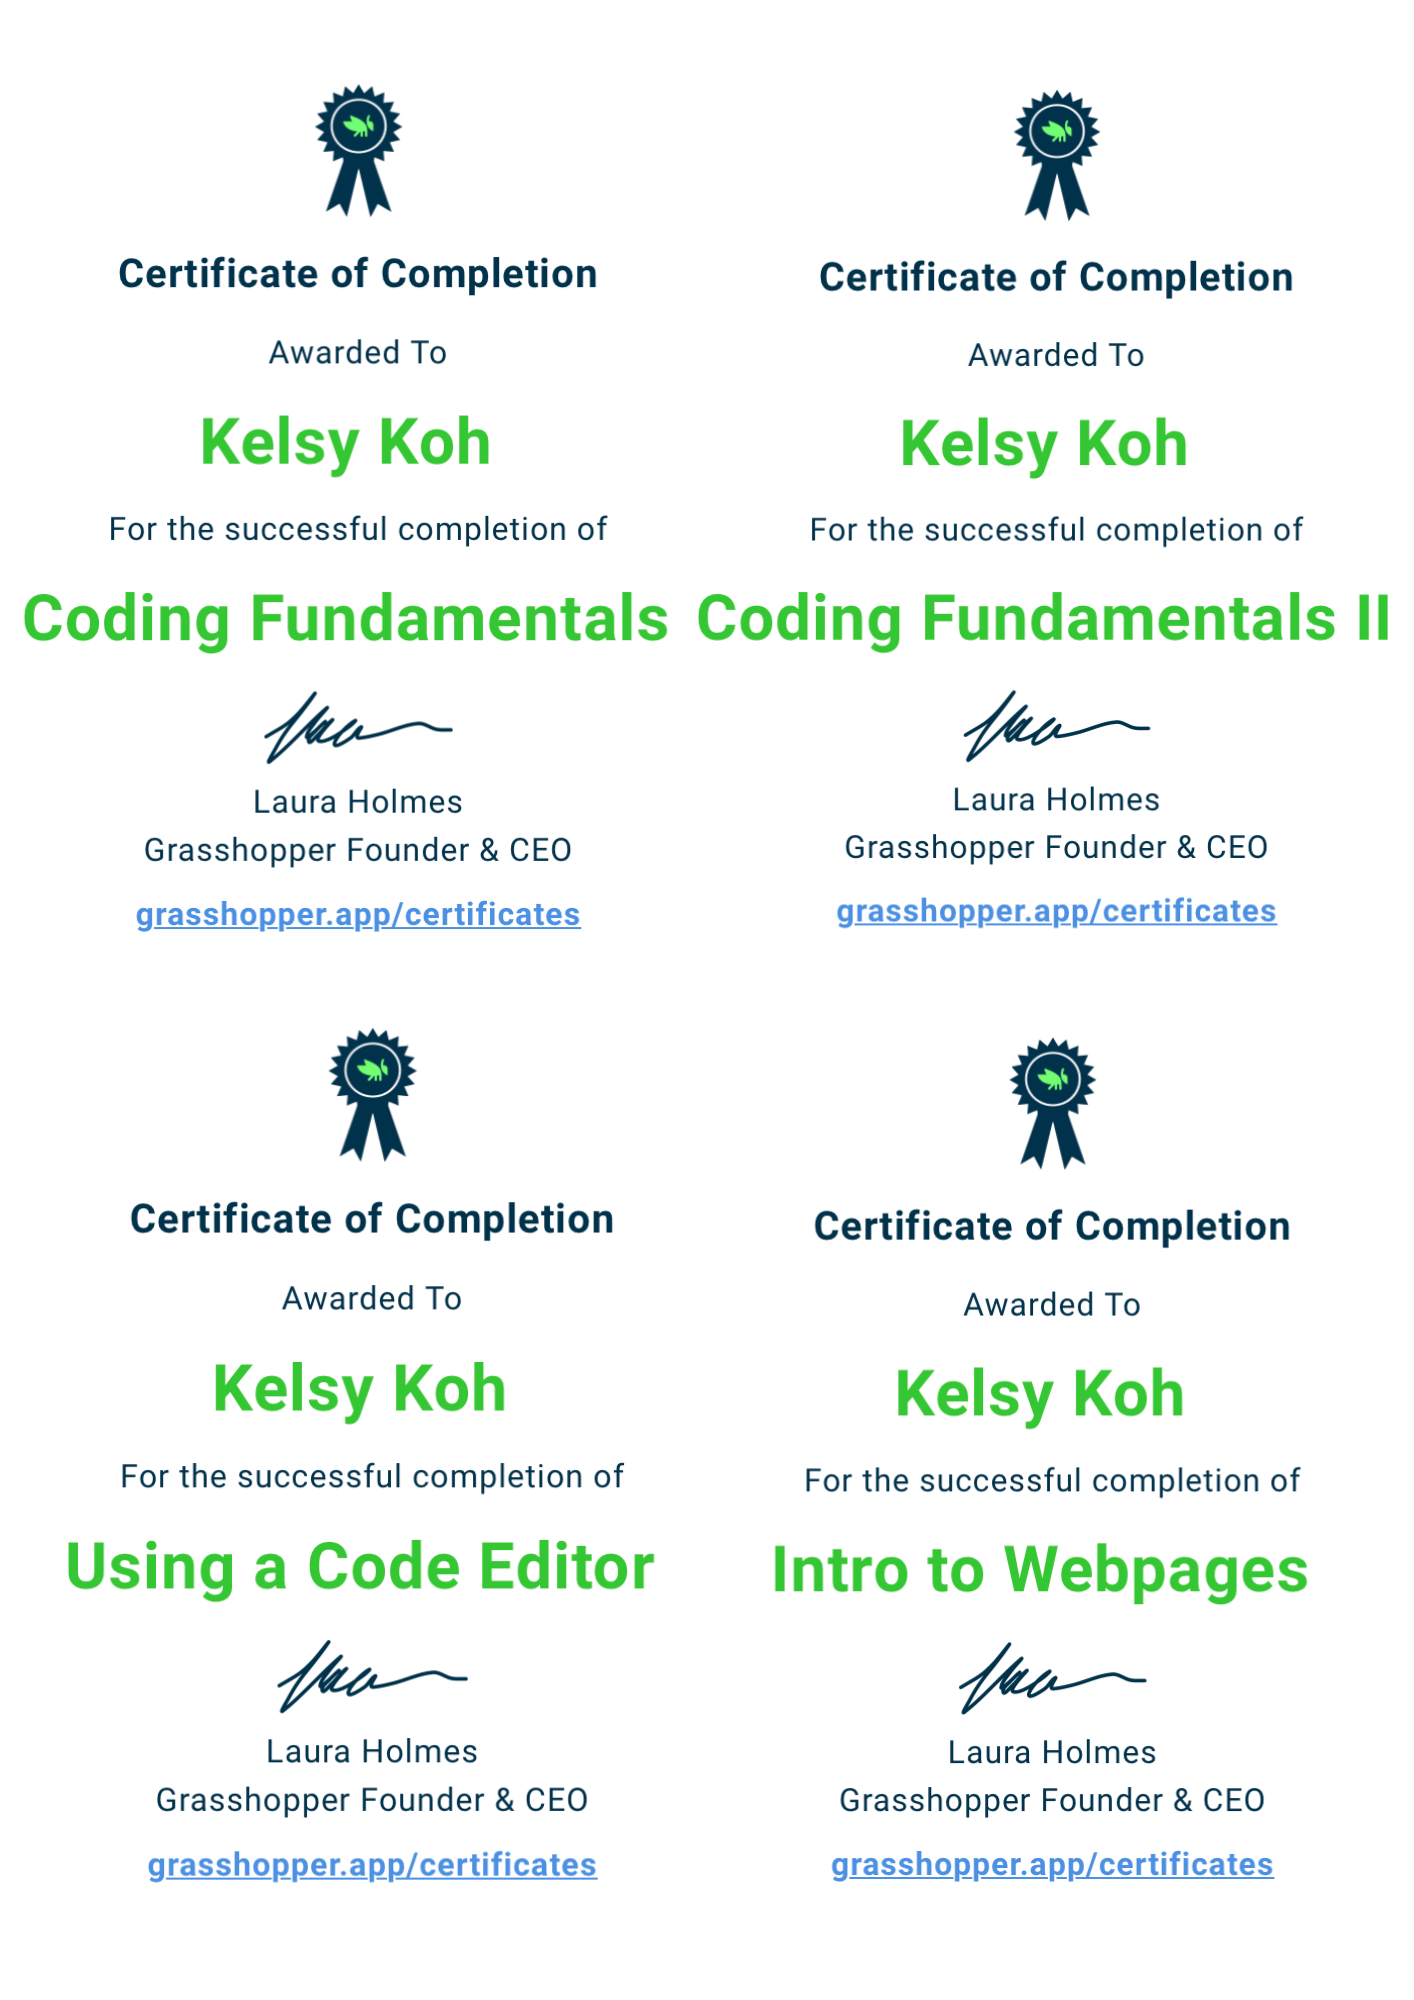 Certificate of Completion
Awarded To
Kelsy Koh
For the successful completion of
Coding Fundamentals
Laura Holmes
Grasshopper Founder & CEO
grasshopper.app/certificates
Certificate of Completion
Awarded To
Kelsy Koh
For the successful completion of
Coding Fundamentals II
Laura Holmes
Grasshopper Founder & CEO
grasshopper.app/certificates
Certificate of Completion
Awarded To
Kelsy Koh
For the successful completion of
Using a Code Editor
Laura Holmes
Grasshopper Founder & CEO
grasshopper.app/certificates
Certificate of Completion
Awarded To
Kelsy Koh
For the successful completion of
Intro to Webpages
Laura Holmes
Grasshopper Founder & CEO
grasshopper.app/certificates